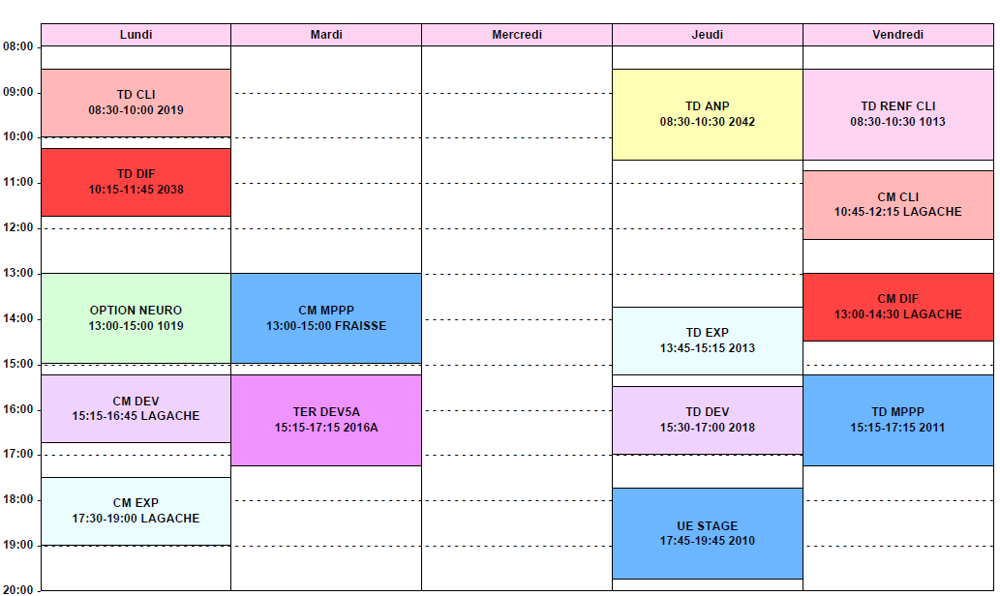 Lundi
Mardi
Mercredi
Jeudi
Vendredi
08:00
09:00
10:00
11:00
12:00
13:00
14:00
15:00
16:00
17:00
18:00
19:00
20:00
TD CLI
08:30-10:00 2019
TD DIF
10:15-11:45 2038
OPTION NEURO
13:00-15:00 1019
CM DEV
15:15-16:45 LAGACHE
CM EXP
17:30-19:00 LAGACHE
CM MPPP
13:00-15:00 FRAISSE
TER DEV5A
15:15-17:15 2016A
TD ANP
08:30-10:30 2042
TD EXP
13:45-15:15 2013
TD DEV
15:30-17:00 2018
UE STAGE
17:45-19:45 2010
TD RENF CLI
08:30-10:30 1013
CM CLI
10:45-12:15 LAGACHE
CM DIF
13:00-14:30 LAGACHE
TD MPPP
15:15-17:15 2011